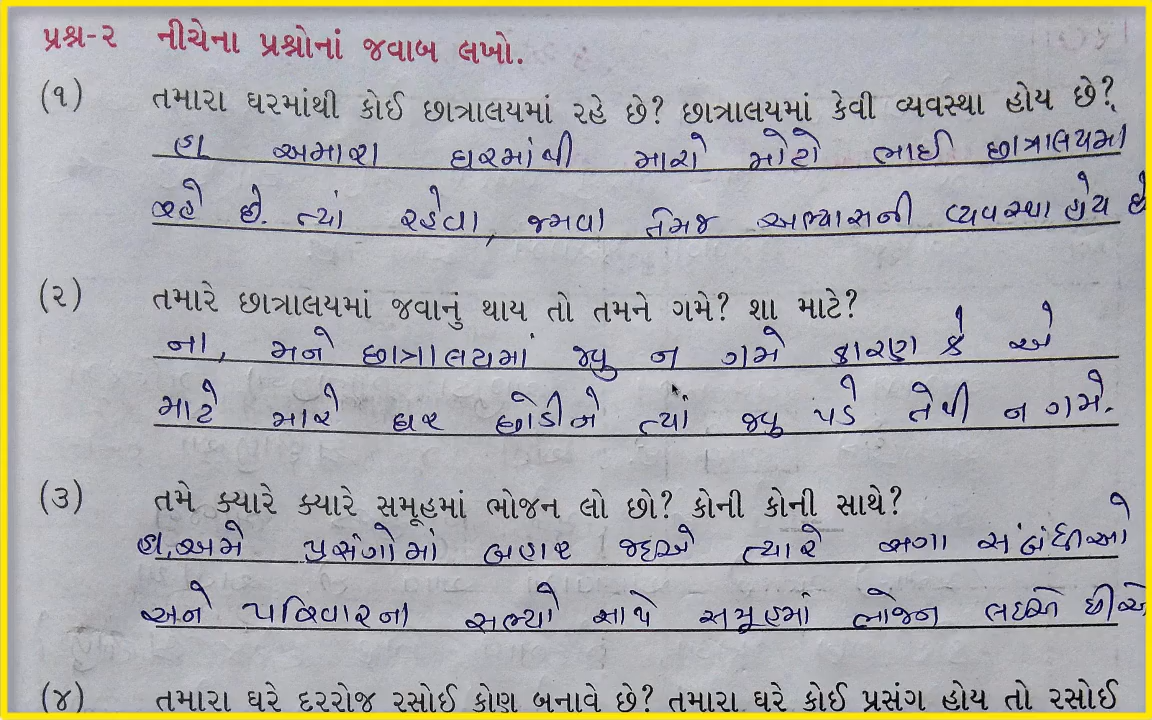 પ્રશ્ન-૨ નીચેના પ્રશ્નોનાં જવાબ લખો.
(૧) તમારા ઘરમાંથી કોઈ છાત્રાલયમાં રહે છે? છાત્રાલયમાં કેવી વ્યવસ્થા હોય છે?
હા અમારા ઘરમાંથી મારો મોટો ભાઈ છાત્રાલયમાં
રહે છે. ત્યાં રહેવા, જમવા તેમજ અભ્યાસની વ્યવસ્થા હોય છે
(૨) તમારે છાત્રાલયમાં જવાનું થાય તો તમને ગમે? શા માટે?
ના, મને છાત્રાલયમાં જવુ ન ગમે કારણ કે એ
માટે મારે ઘર છોડીને ત્યાં જવુ પડે તેથી ન ગમે.
(૩) તમે ક્યારે ક્યારે સમૂહમાં ભોજન લો છો? કોની કોની સાથે?
હા, અમે પ્રસંગોમાં બહાર જઇએ ત્યારે સગા સંબંધીઓ
અને પરિવારના સભ્યો સાથે સમૂહમાં ભોજન લઇએ છીએ
(૪) તમારા ઘરે દરરોજ રસોઈ કોણ બનાવે છે? તમારા ઘરે કોઈ પ્રસંગ હોય તો રસોઈ